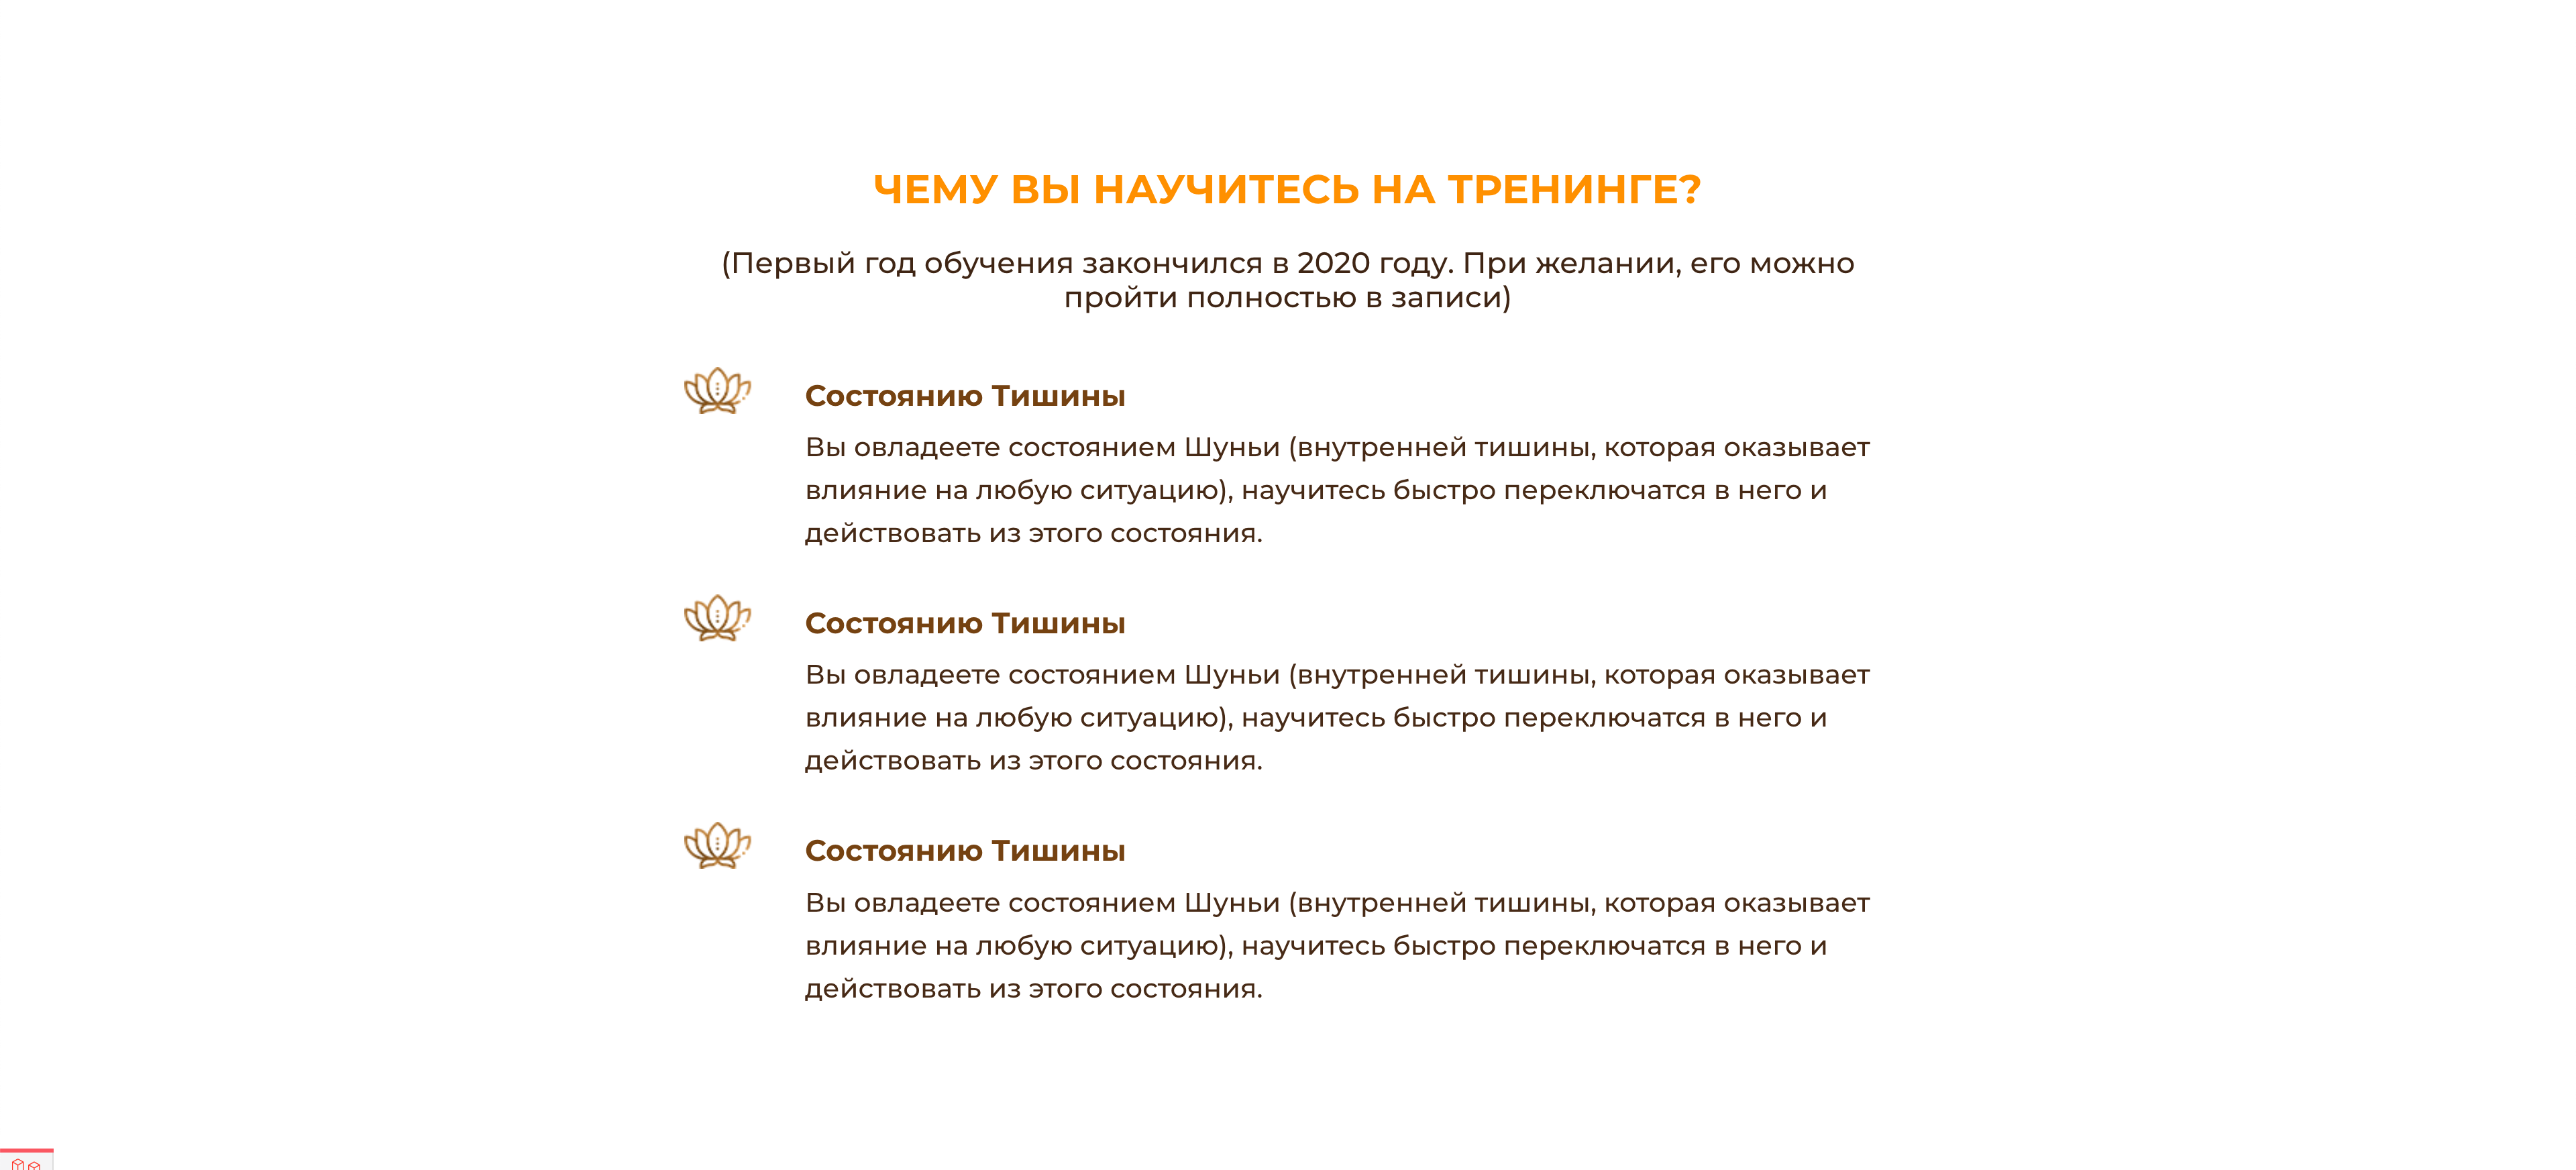 ЧЕМУ ВЫ НАУЧИТЕСЬ НА ТРЕНИНГЕ?
(Первый год обучения закончился в 2020 году. При желании, его можно
пройти полностью в записи)
Состоянию Тишины
Вы овладеете состоянием Шуньи (внутренней тишины, которая оказывает
влияние на любую ситуацию), научитесь быстро переключатся в него и
действовать из этого состояния.
Состоянию Тишины
Вы овладеете состоянием Шуньи (внутренней тишины, которая оказывает
влияние на любую ситуацию), научитесь быстро переключатся в него и
действовать из этого состояния.
Состоянию Тишины
Вы овладеете состоянием Шуньи (внутренней тишины, которая оказывает
влияние на любую ситуацию), научитесь быстро переключатся в него и
действовать из этого состояния.